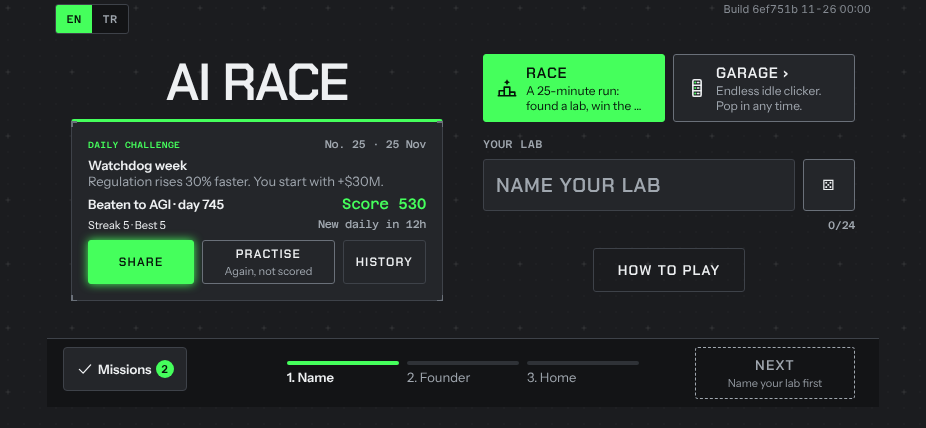 EN TR
Build 6ef751b 11-26 00:00
AI RACE
DAILY CHALLENGE No. 25 · 25 Nov
Watchdog week
Regulation rises 30% faster. You start with +$30M.
Beaten to AGI · day 745 Score 530
Streak 5 · Best 5 New daily in 12h
SHARE
PRACTISE
Again, not scored
HISTORY
RACE
A 25-minute run:
found a lab, win the ...
GARAGE ›
Endless idle clicker.
Pop in any time.
YOUR LAB
NAME YOUR LAB
0/24
HOW TO PLAY
Missions 2
1. Name 2. Founder 3. Home
NEXT
Name your lab first